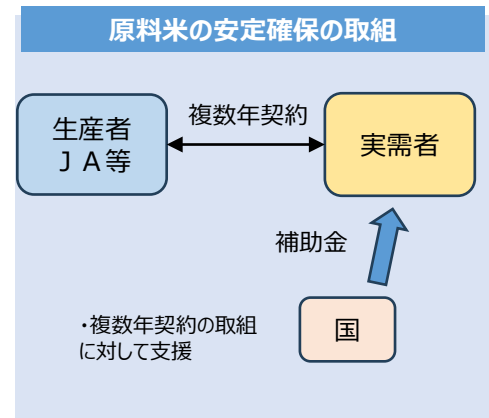 原料米の安定確保の取組
生産者
ＪＡ等
複数年契約
実需者
補助金
・複数年契約の取組
に対して支援
国